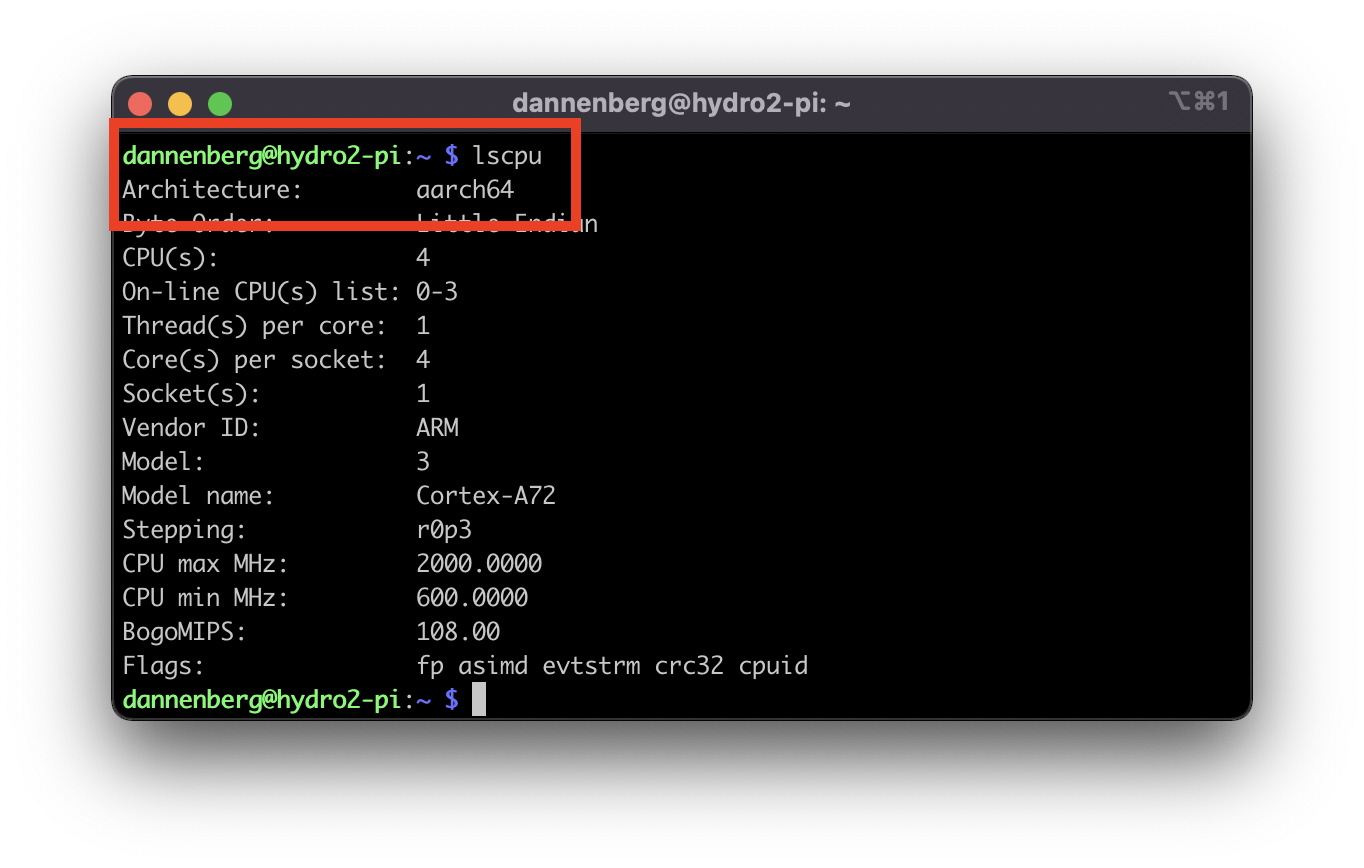 dannenberg@hydro2-pi: ~ ⌥⌘1
dannenberg@hydro2-pi:~ $ lscpu
Architecture:        aarch64
Byte Order:          Little Endian
CPU(s):              4
On-line CPU(s) list: 0-3
Thread(s) per core:  1
Core(s) per socket:  4
Socket(s):           1
Vendor ID:           ARM
Model:               3
Model name:          Cortex-A72
Stepping:            r0p3
CPU max MHz:         2000.0000
CPU min MHz:         600.0000
BogoMIPS:            108.00
Flags:               fp asimd evtstrm crc32 cpuid
dannenberg@hydro2-pi:~ $